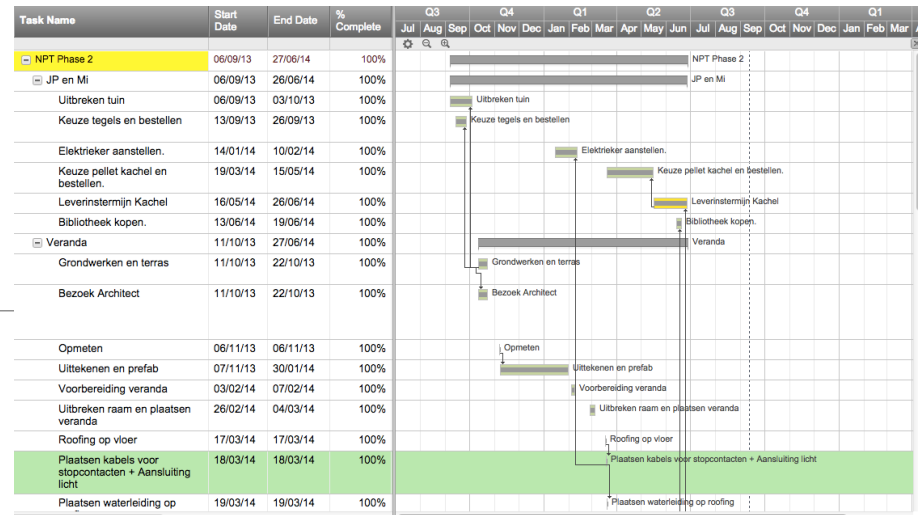 Q3 Q4 Q1 Q2 Q3 Q4 Q1
Task Name Start Date End Date % Complete Jul Aug Sep Oct Nov Dec Jan Feb Mar Apr May Jun Jul Aug Sep Oct Nov Dec Jan Feb Mar
NPT Phase 2 06/09/13 27/06/14 100% NPT Phase 2
JP en Mi 06/09/13 26/06/14 100% JP en Mi
Uitbreken tuin 06/09/13 03/10/13 100% Uitbreken tuin
Keuze tegels en bestellen 13/09/13 26/09/13 100% Keuze tegels en bestellen
Elektrieker aanstellen. 14/01/14 10/02/14 100% Elektrieker aanstellen.
Keuze pellet kachel en 19/03/14 15/05/14 100% Keuze pellet kachel en bestellen.
bestellen.
Leverinstermijn Kachel 16/05/14 26/06/14 100% Leverinstermijn Kachel
Bibliotheek kopen. 13/06/14 19/06/14 100% Bibliotheek kopen.
Veranda 11/10/13 27/06/14 100% Veranda
Grondwerken en terras 11/10/13 22/10/13 100% Grondwerken en terras
Bezoek Architect 11/10/13 22/10/13 100% Bezoek Architect
Opmeten 06/11/13 06/11/13 100% Opmeten
Uittekenen en prefab 07/11/13 30/01/14 100% Uittekenen en prefab
Voorbereiding veranda 03/02/14 07/02/14 100% Voorbereiding veranda
Uitbreken raam en plaatsen 26/02/14 04/03/14 100% Uitbreken raam en plaatsen veranda
veranda
Roofing op vloer 17/03/14 17/03/14 100% Roofing op vloer
Plaatsen kabels voor 18/03/14 18/03/14 100% Plaatsen kabels voor stopcontacten + Aansluiting licht
stopcontacten + Aansluiting
licht
Plaatsen waterleiding op 19/03/14 19/03/14 100% Plaatsen waterleiding op roofing